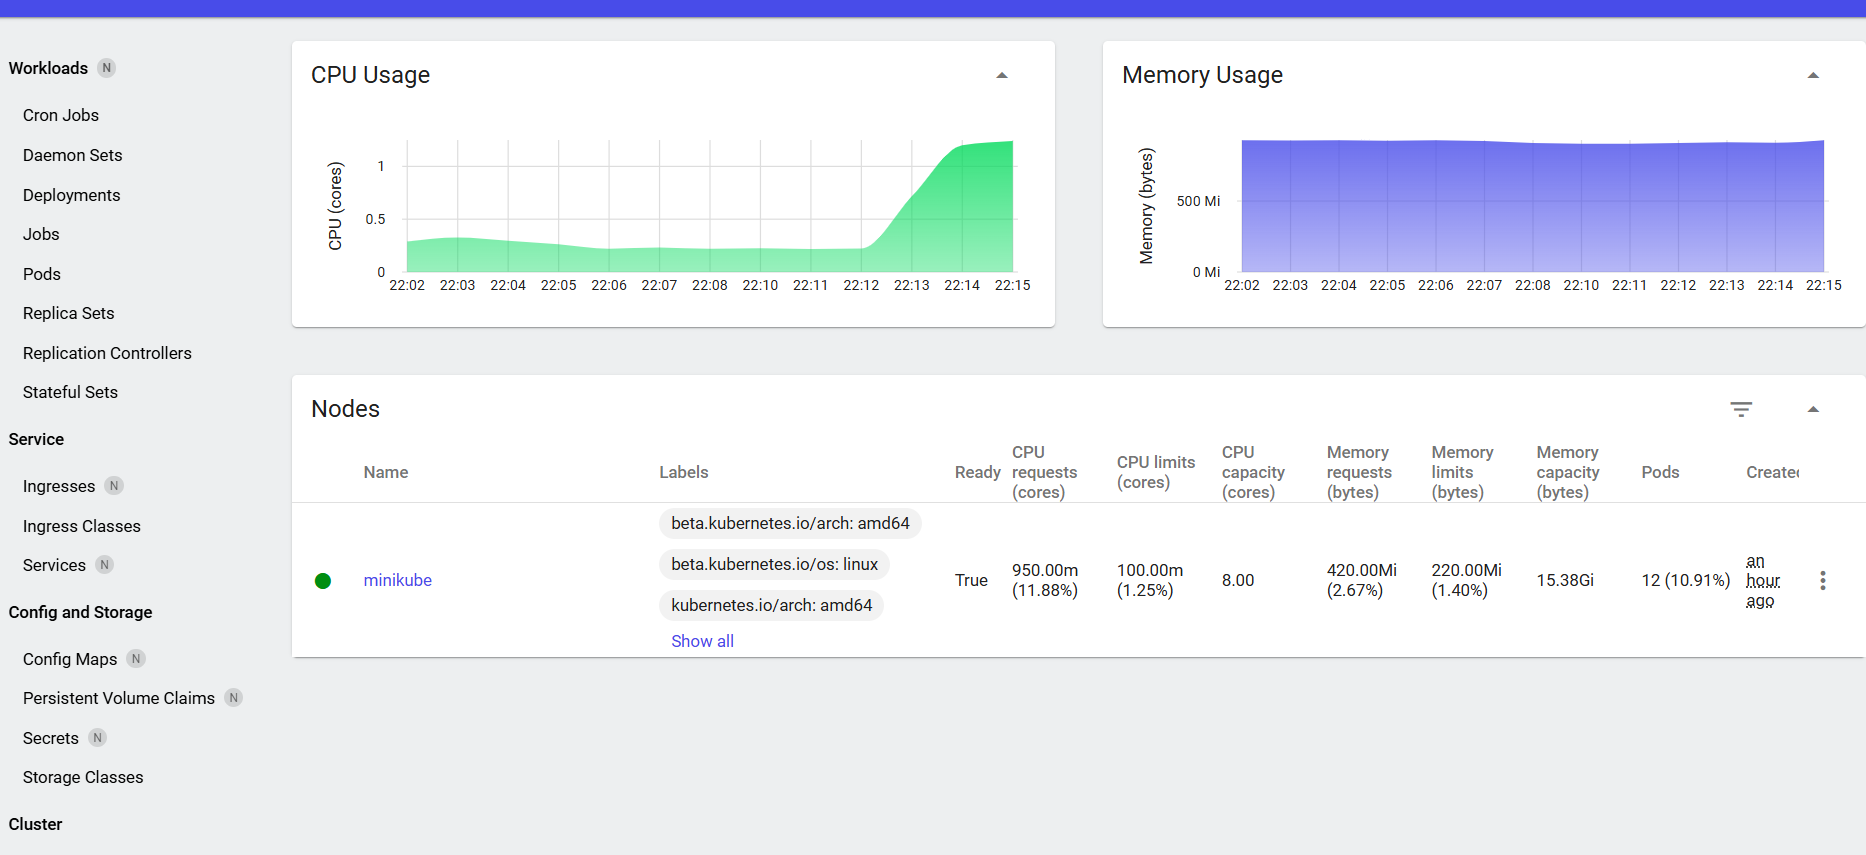 Workloads N
Cron Jobs
Daemon Sets
Deployments
Jobs
Pods
Replica Sets
Replication Controllers
Stateful Sets
Service
Ingresses N
Ingress Classes
Services N
Config and Storage
Config Maps N
Persistent Volume Claims N
Secrets N
Storage Classes
Cluster
CPU Usage
CPU (cores)
1
0.5
0
22:02 22:03 22:04 22:05 22:06 22:07 22:08 22:10 22:11 22:12 22:13 22:14 22:15
Memory Usage
Memory (bytes)
500 Mi
0 Mi
22:02 22:03 22:04 22:05 22:06 22:07 22:08 22:10 22:11 22:12 22:13 22:14 22:15
Nodes
Name
Labels
Ready
CPU
requests
(cores)
CPU limits
(cores)
CPU
capacity
(cores)
Memory
requests
(bytes)
Memory
limits
(bytes)
Memory
capacity
(bytes)
Pods
Create
minikube
beta.kubernetes.io/arch: amd64
beta.kubernetes.io/os: linux
kubernetes.io/arch: amd64
Show all
True
950.00m
(11.88%)
100.00m
(1.25%)
8.00
420.00Mi
(2.67%)
220.00Mi
(1.40%)
15.38Gi
12 (10.91%)
an
hour
ago